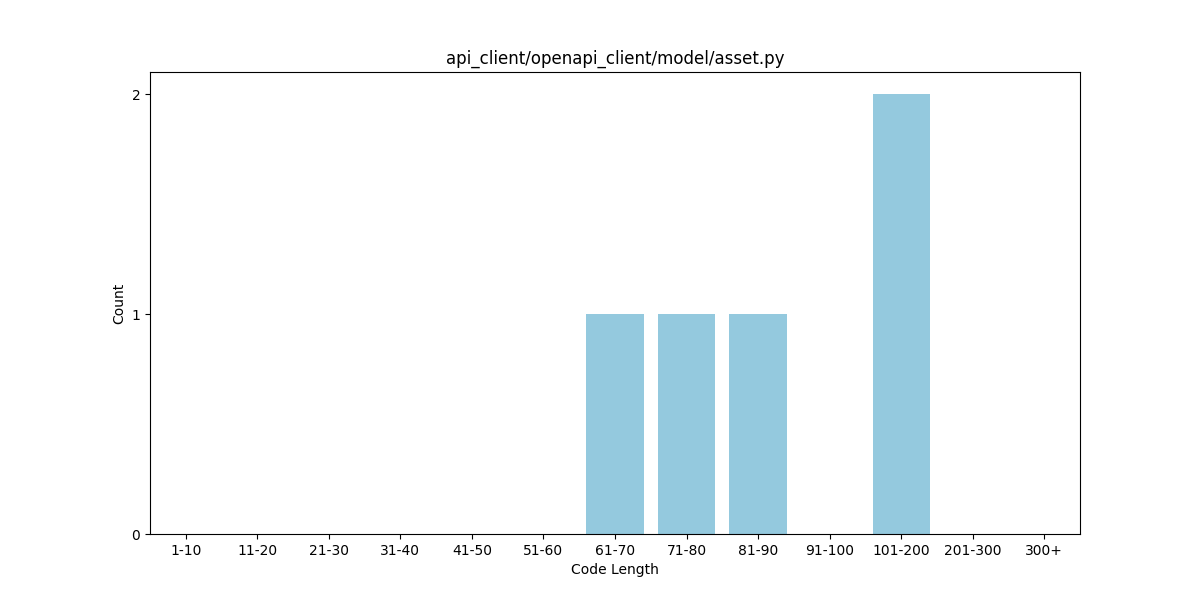 api_client/openapi_client/model/asset.py
2
1
0
Count
1-10 11-20 21-30 31-40 41-50 51-60 61-70 71-80 81-90 91-100 101-200 201-300 300+
Code Length